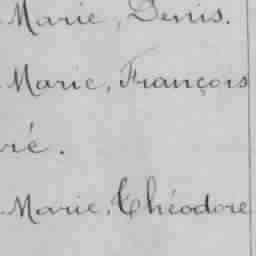 Marie, Denis.
Marie, François
ré.
Marie, Théodore